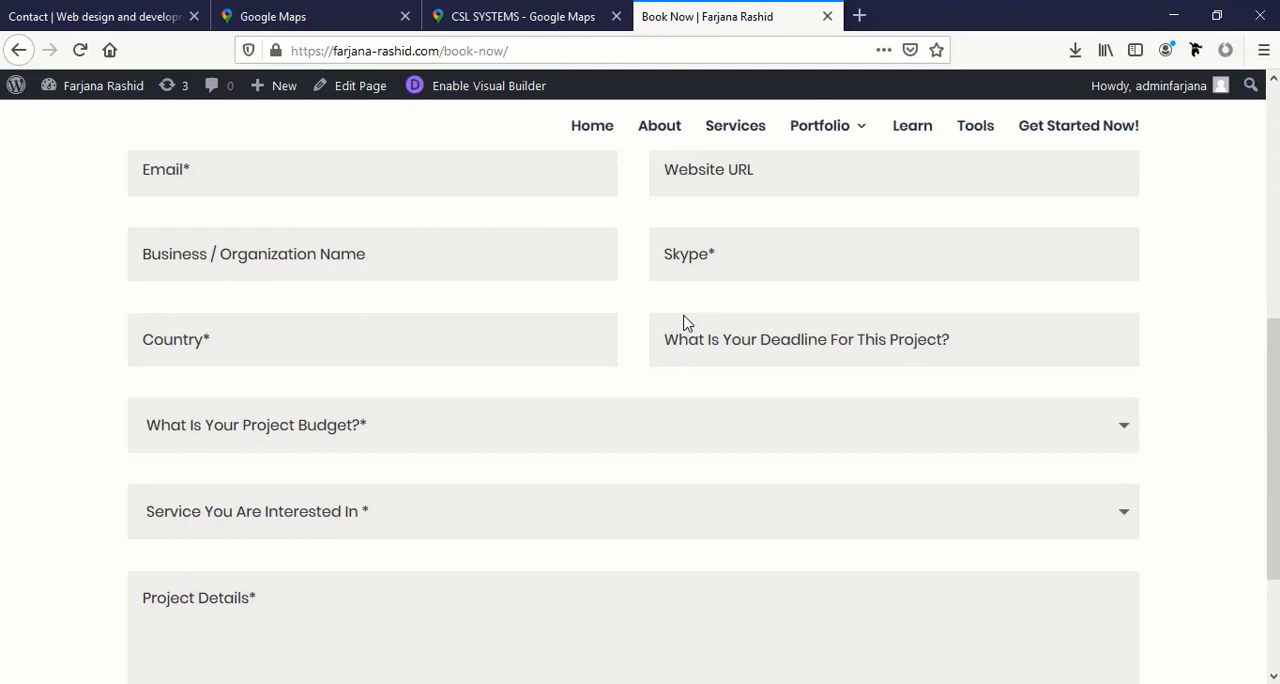 Contact | Web design and developm
Google Maps
CSL SYSTEMS - Google Maps
Book Now | Farjana Rashid
https://farjana-rashid.com/book-now/
Farjana Rashid
3
0
New
Edit Page
D
Enable Visual Builder
Howdy, adminfarjana
Home
About
Services
Portfolio
Learn
Tools
Get Started Now!
Email*
Website URL
Business / Organization Name
Skype*
Country*
What Is Your Deadline For This Project?
What Is Your Project Budget?*
Service You Are Interested In *
Project Details*